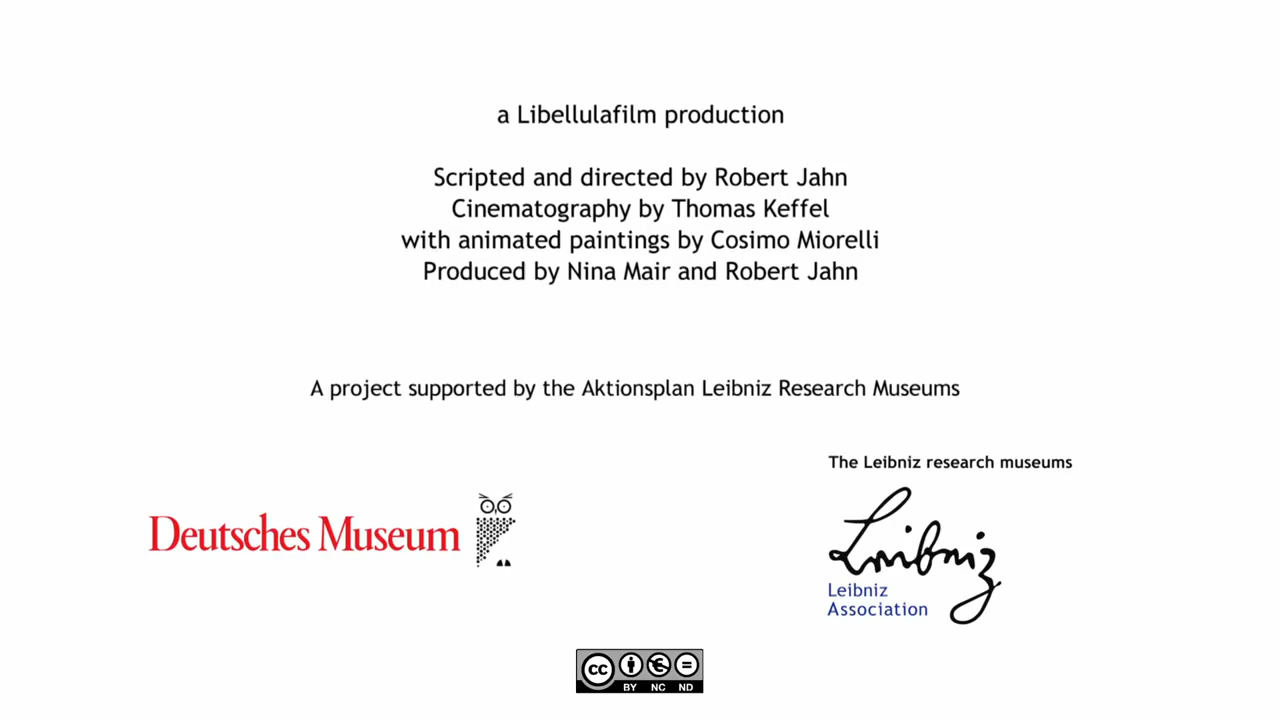 a Libellulafilm production
Scripted and directed by Robert Jahn
Cinematography by Thomas Keffel
with animated paintings by Cosimo Miorelli
Produced by Nina Mair and Robert Jahn
A project supported by the Aktionsplan Leibniz Research Museums
The Leibniz research museums
Deutsches Museum
Leibniz
Leibniz
Association
cc
BY NC ND